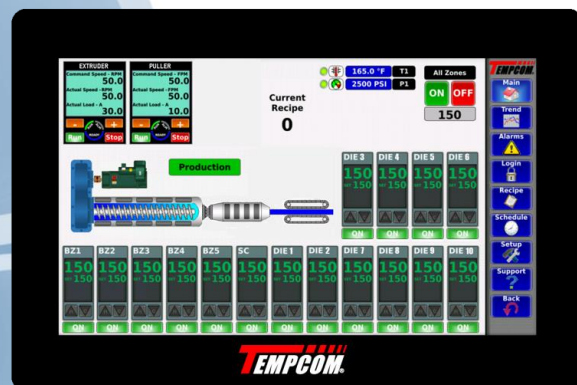 EXTRUDER
Command Speed - RPM
50.0
Actual Speed -RPM
50.0
Actual Load - A
30.0
- +
Run READY Stop
PULLER
Command Speed - FPM
50.0
Actual Speed - FPM
50.0
Actual Load - A
10.0
- +
Run READY Stop
Current
Recipe
0
165.0 °F T1
2500 PSI P1
All Zones
ON OFF
150
TEMPCOM.
Main
Trend
Alarms
Login
Recipe
Schedule
Setup
Support
?
Back
Production
DIE 3 DIE 4 DIE 5 DIE 6
150 150 150 150
150 150 150 150
ON ON ON ON
BZ1 BZ2 BZ3 BZ4 BZ5 SC DIE 1 DIE 2 DIE 7 DIE 8 DIE 9 DIE 10
150 150 150 150 150 150 150 150 150 150 150 150
150 150 150 150 150 150 150 150 150 150 150 150
ON ON ON ON ON ON ON ON ON ON ON ON
TEMPCOM.